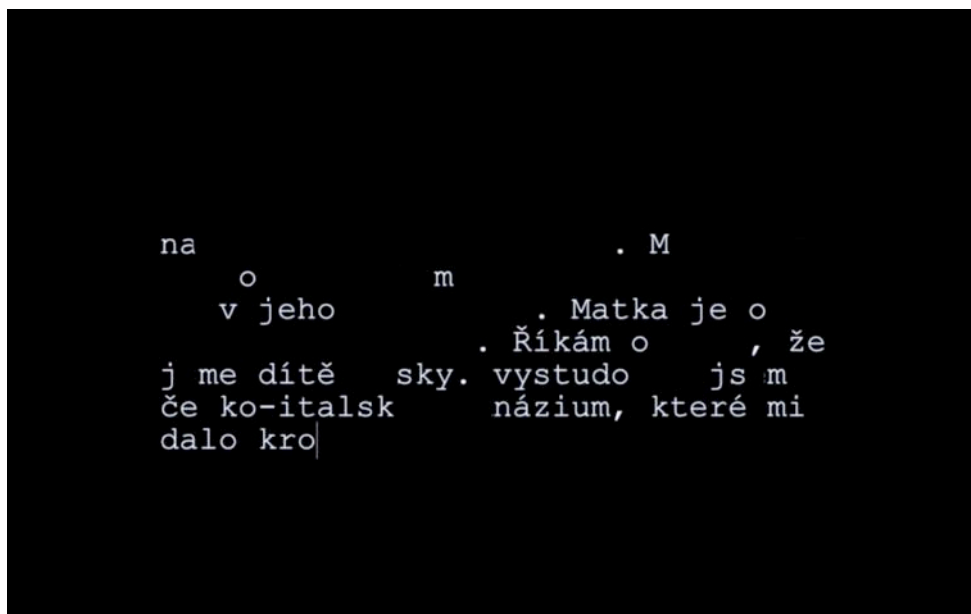 na . M
o m
v jeho . Matka je o
. Říkám o , že
j me dítě sky. vystudo js m
če ko-italsk názium, které mi
dalo kro